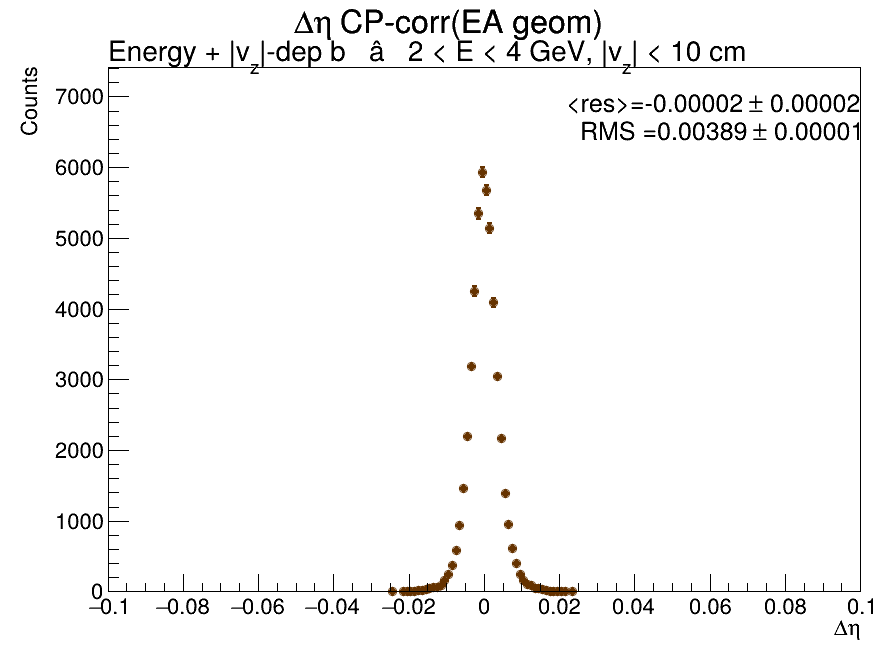 Δη CP-corr(EA geom)
Energy + |v_z|-dep b â 2 < E < 4 GeV, |v_z| < 10 cm
Counts
<res>=-0.00002 ± 0.00002
RMS =0.00389 ± 0.00001
7000
6000
5000
4000
3000
2000
1000
0
−0.1 −0.08 −0.06 −0.04 −0.02 0 0.02 0.04 0.06 0.08 0.1
Δη